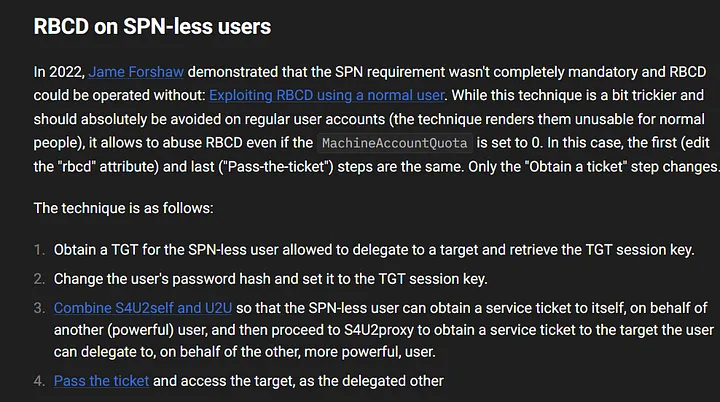 RBCD on SPN-less users
In 2022, Jame Forshaw demonstrated that the SPN requirement wasn't completely mandatory and RBCD
could be operated without: Exploiting RBCD using a normal user. While this technique is a bit trickier and
should absolutely be avoided on regular user accounts (the technique renders them unusable for normal
people), it allows to abuse RBCD even if the MachineAccountQuota is set to 0. In this case, the first (edit
the "rbcd" attribute) and last ("Pass-the-ticket") steps are the same. Only the "Obtain a ticket" step changes.
The technique is as follows:
1. Obtain a TGT for the SPN-less user allowed to delegate to a target and retrieve the TGT session key.
2. Change the user's password hash and set it to the TGT session key.
3. Combine S4U2self and U2U so that the SPN-less user can obtain a service ticket to itself, on behalf of
another (powerful) user, and then proceed to S4U2proxy to obtain a service ticket to the target the user
can delegate to, on behalf of the other, more powerful, user.
4. Pass the ticket and access the target, as the delegated other